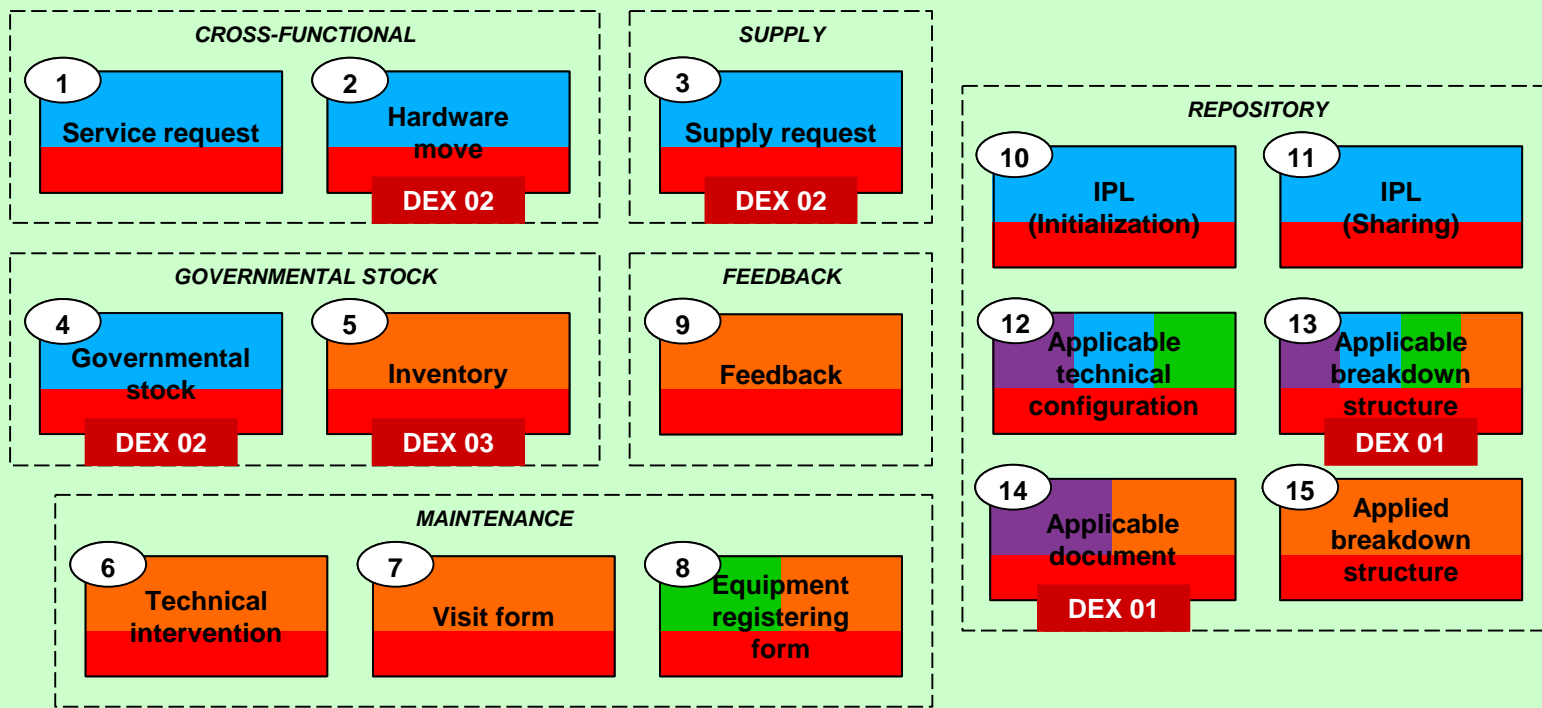 CROSS-FUNCTIONAL
1
Service request
2
Hardware
move
DEX 02
SUPPLY
3
Supply request
DEX 02
GOVERNMENTAL STOCK
4
Governmental
stock
DEX 02
5
Inventory
DEX 03
FEEDBACK
9
Feedback
MAINTENANCE
6
Technical
intervention
7
Visit form
8
Equipment
registering
form
REPOSITORY
10
IPL
(Initialization)
11
IPL
(Sharing)
12
Applicable
technical
configuration
13
Applicable
breakdown
structure
DEX 01
14
Applicable
document
DEX 01
15
Applied
breakdown
structure